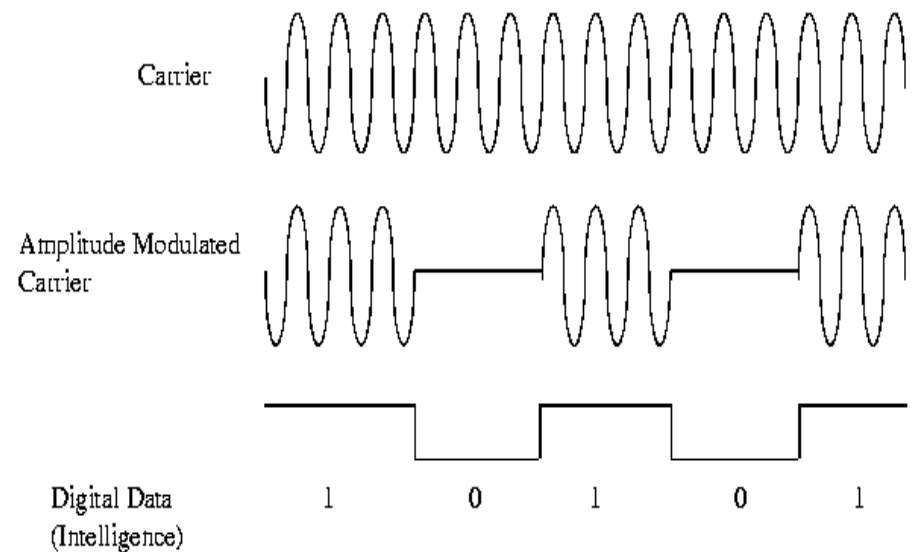 Carrier
Amplitude Modulated
Carrier
Digital Data
(Intelligence)
1 0 1 0 1